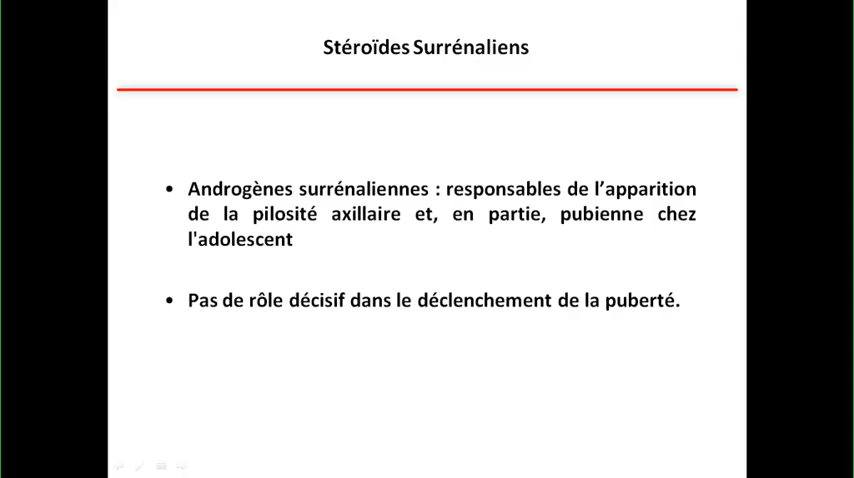 Stéroïdes Surrénaliens
• Androgènes surrénaliennes : responsables de l’apparition
de la pilosité axillaire et, en partie, pubienne chez
l'adolescent
• Pas de rôle décisif dans le déclenchement de la puberté.